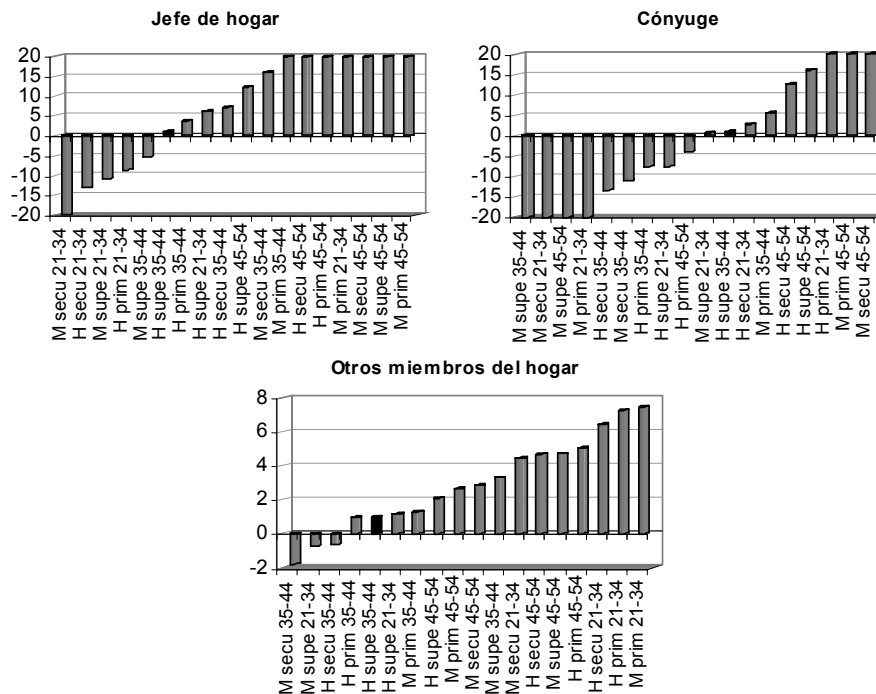 Jefe de hogar
20
15
10
5
0
-5
-10
-15
-20
M secu 21-34
H secu 21-34
M supe 21-34
H prim 21-34
M supe 35-44
H supe 35-44
H prim 35-44
H supe 21-34
H secu 35-44
H supe 45-54
M secu 35-44
M prim 35-44
H secu 45-54
H prim 45-54
M prim 21-34
M secu 45-54
M supe 45-54
M prim 45-54
Cónyuge
20
15
10
5
0
-5
-10
-15
-20
M supe 35-44
M secu 21-34
M supe 45-54
M prim 21-34
H secu 35-44
M secu 35-44
H prim 35-44
H supe 21-34
H prim 45-54
M supe 21-34
H supe 35-44
H secu 21-34
M prim 35-44
H secu 45-54
H supe 45-54
H prim 21-34
M prim 45-54
M secu 45-54
Otros miembros del hogar
8
6
4
2
0
-2
M secu 35-44
M supe 21-34
H secu 35-44
H prim 35-44
H supe 35-44
H supe 21-34
M prim 35-44
H supe 45-54
M prim 45-54
M secu 45-54
M supe 35-44
M secu 21-34
H secu 45-54
M supe 45-54
H prim 45-54
H secu 21-34
H prim 21-34
M prim 21-34